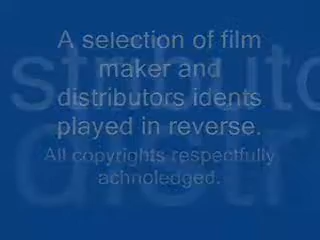 A selection of film
maker and
distributors idents
played in reverse.
All copyrights respectfully
achnoledged.